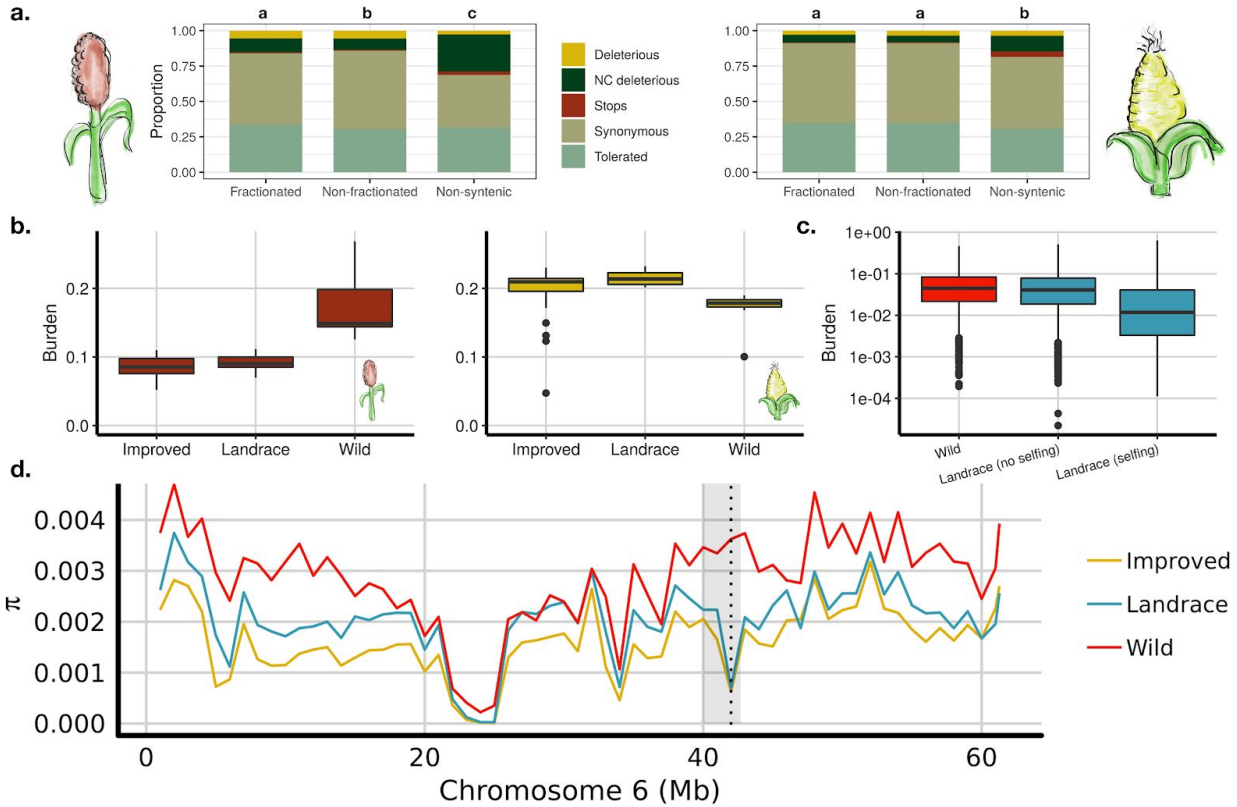 a.
a b c
a a b
Proportion
1.00
0.75
0.50
0.25
0.00
Fractionated Non-fractionated Non-syntenic
Deleterious
NC deleterious
Stops
Synonymous
Tolerated
1.00
0.75
0.50
0.25
0.00
Fractionated Non-fractionated Non-syntenic
b.
Burden
0.2
0.1
0.0
Improved Landrace Wild
Burden
0.2
0.1
0.0
Improved Landrace Wild
c.
Burden
1e+00
1e-01
1e-02
1e-03
1e-04
Wild
Landrace (no selfing)
Landrace (selfing)
d.
π
0.004
0.003
0.002
0.001
0.000
0 20 40 60
Chromosome 6 (Mb)
Improved
Landrace
Wild